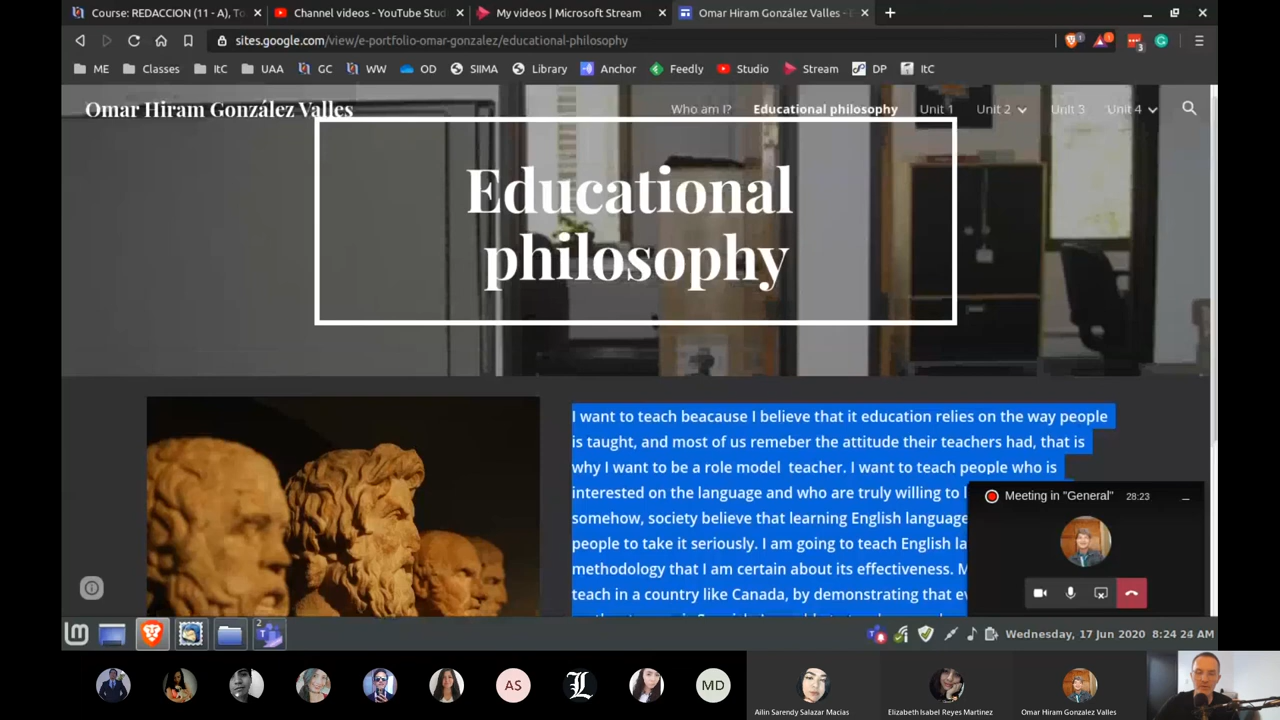 Course: REDACCION (11 - A), To
Channel videos - YouTube Stud
My videos | Microsoft Stream
Omar Hiram González Valles - E
sites.google.com/view/e-portfolio-omar-gonzalez/educational-philosophy
1
1
3
ME
Classes
ItC
UAA
GC
WW
OD
SIIMA
Library
Anchor
Feedly
Studio
Stream
DP
ItC
Omar Hiram González Valles
Who am I?
Educational philosophy
Unit 1
Unit 2
Unit 3
Unit 4
Educational
philosophy
I want to teach beacause I believe that it education relies on the way people
is taught, and most of us remeber the attitude their teachers had, that is
why I want to be a role model teacher. I want to teach people who is
interested on the language and who are truly willing to
somehow, society believe that learning English language
people to take it seriously. I am going to teach English
methodology that I am certain about its effectiveness.
teach in a country like Canada, by demonstrating that
Meeting in "General"
28:23
2
Wednesday, 17 Jun 2020 8:24:24 AM
AS
L
MD
Ailin Sarendy Salazar Macias
Elizabeth Isabel Reyes Martinez
Omar Hiram Gonzalez Valles